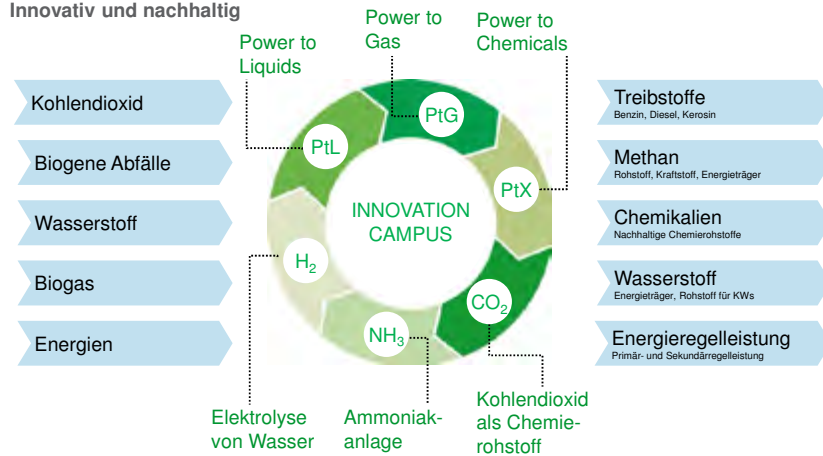 Innovativ und nachhaltig
Power to
Liquids
Power to
Gas
Power to
Chemicals
Kohlendioxid
Biogene Abfälle
Wasserstoff
Biogas
Energien
PtL
PtG
PtX
H₂
NH₃
CO₂
INNOVATION
CAMPUS
Treibstoffe
Benzin, Diesel, Kerosin
Methan
Rohstoff, Kraftstoff, Energieträger
Chemikalien
Nachhaltige Chemierohstoffe
Wasserstoff
Energieträger, Rohstoff für KWs
Energieregelleistung
Primär- und Sekundärregelleistung
Elektrolyse
von Wasser
Ammoniak-
anlage
Kohlendioxid
als Chemie-
rohstoff